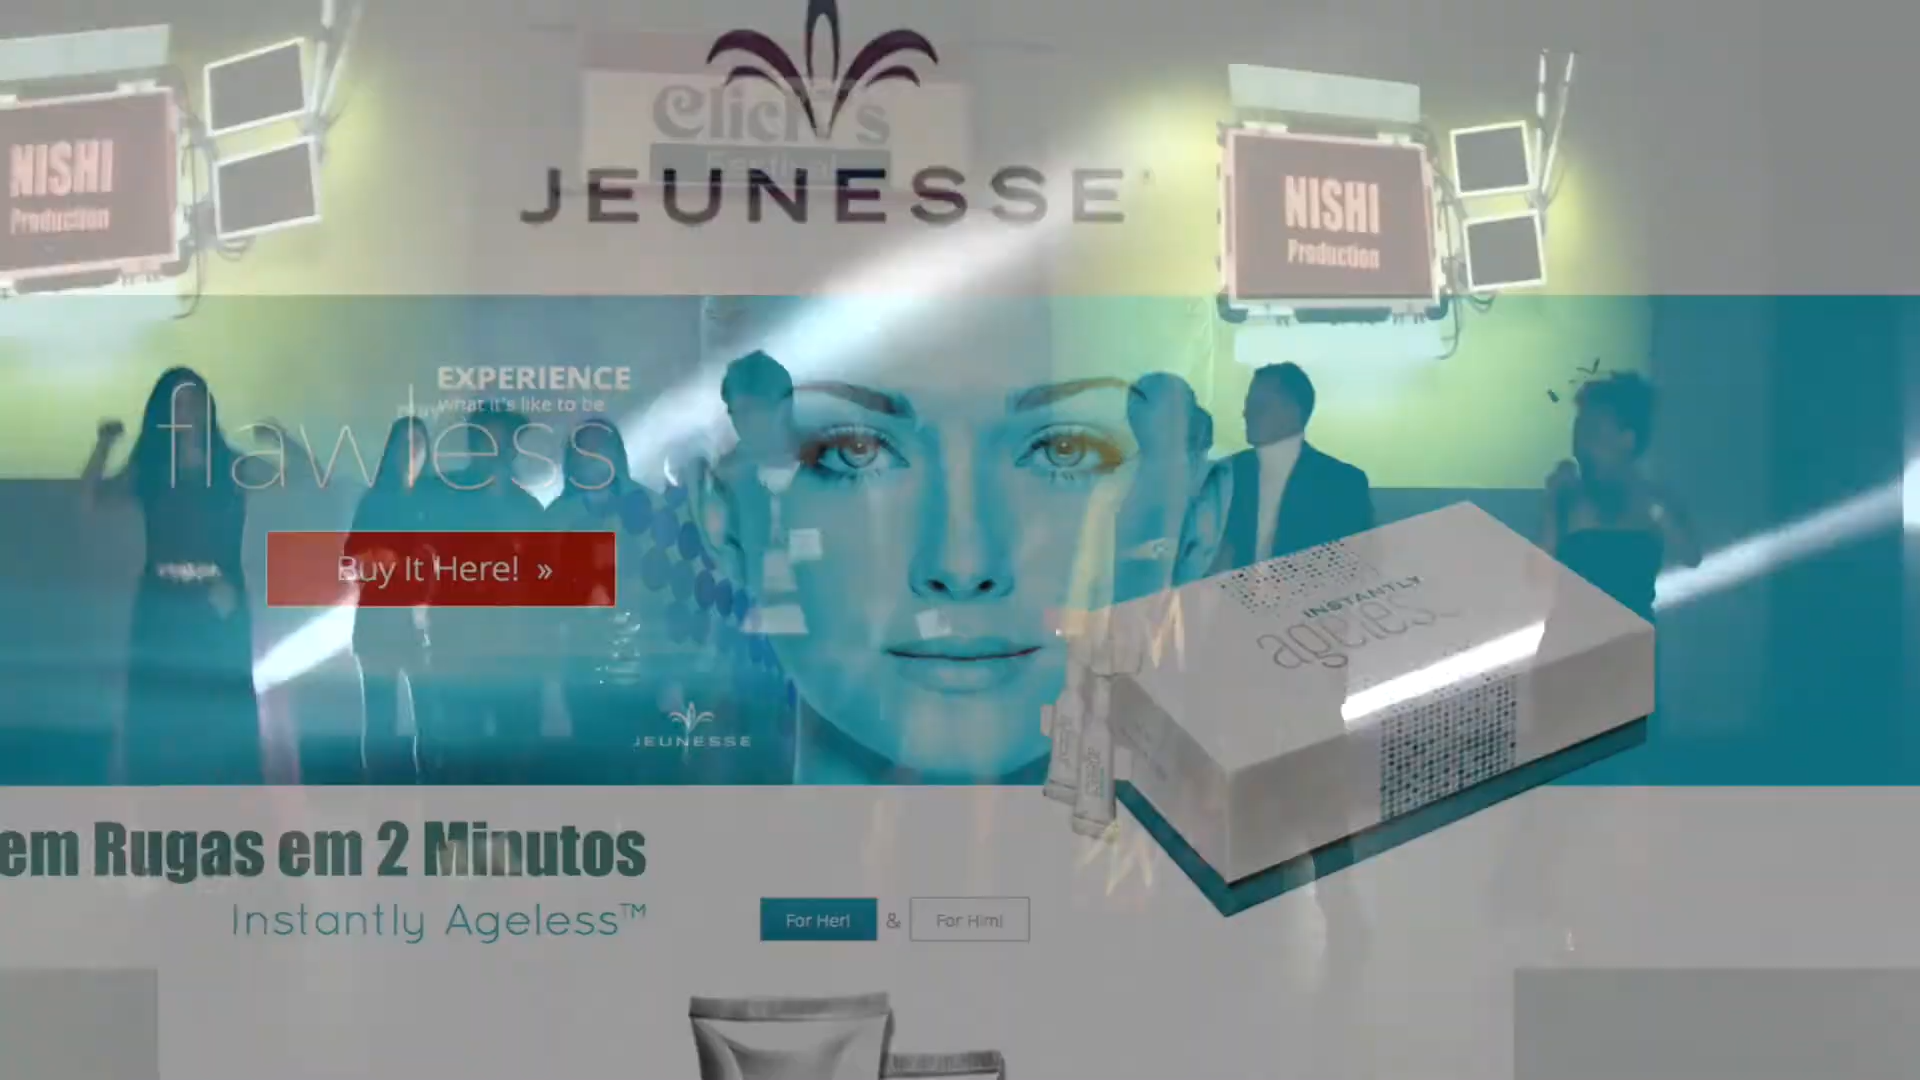 JEUNESSE
NISHI
Production
NISHI
Production
EXPERIENCE
what it's like to be
flawless
Buy It Here! »
JEUNESSE
INSTANTLY
em Rugas em 2 Minutos
Instantly Ageless™
For Her!
&
For Him!